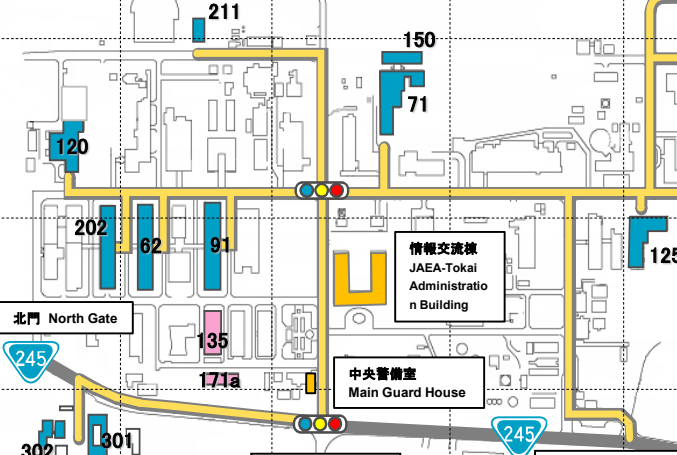 211
150
71
120
202
62
91
情報交流棟
JAEA-Tokai
Administratio
n Building
125
北門 North Gate
135
245
171a
中央警備室
Main Guard House
245
302
301